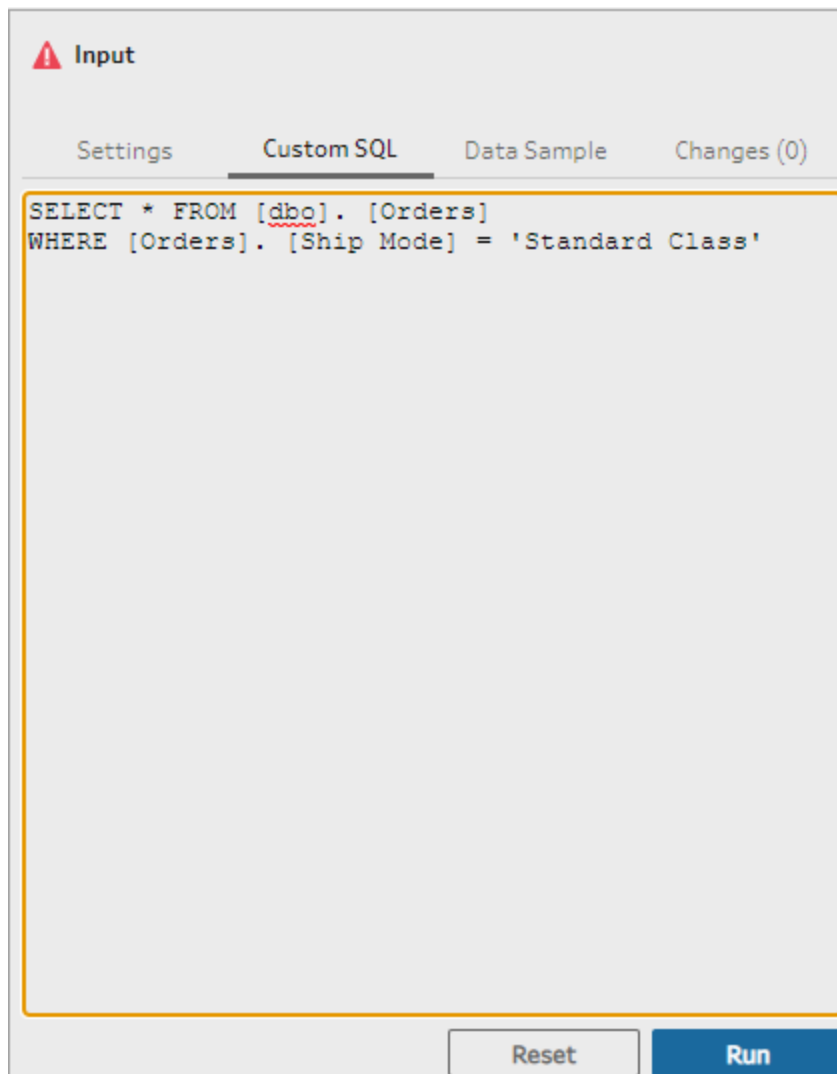 Input
Settings Custom SQL Data Sample Changes (0)
SELECT * FROM [dbo]. [Orders]
WHERE [Orders]. [Ship Mode] = 'Standard Class'
Reset Run